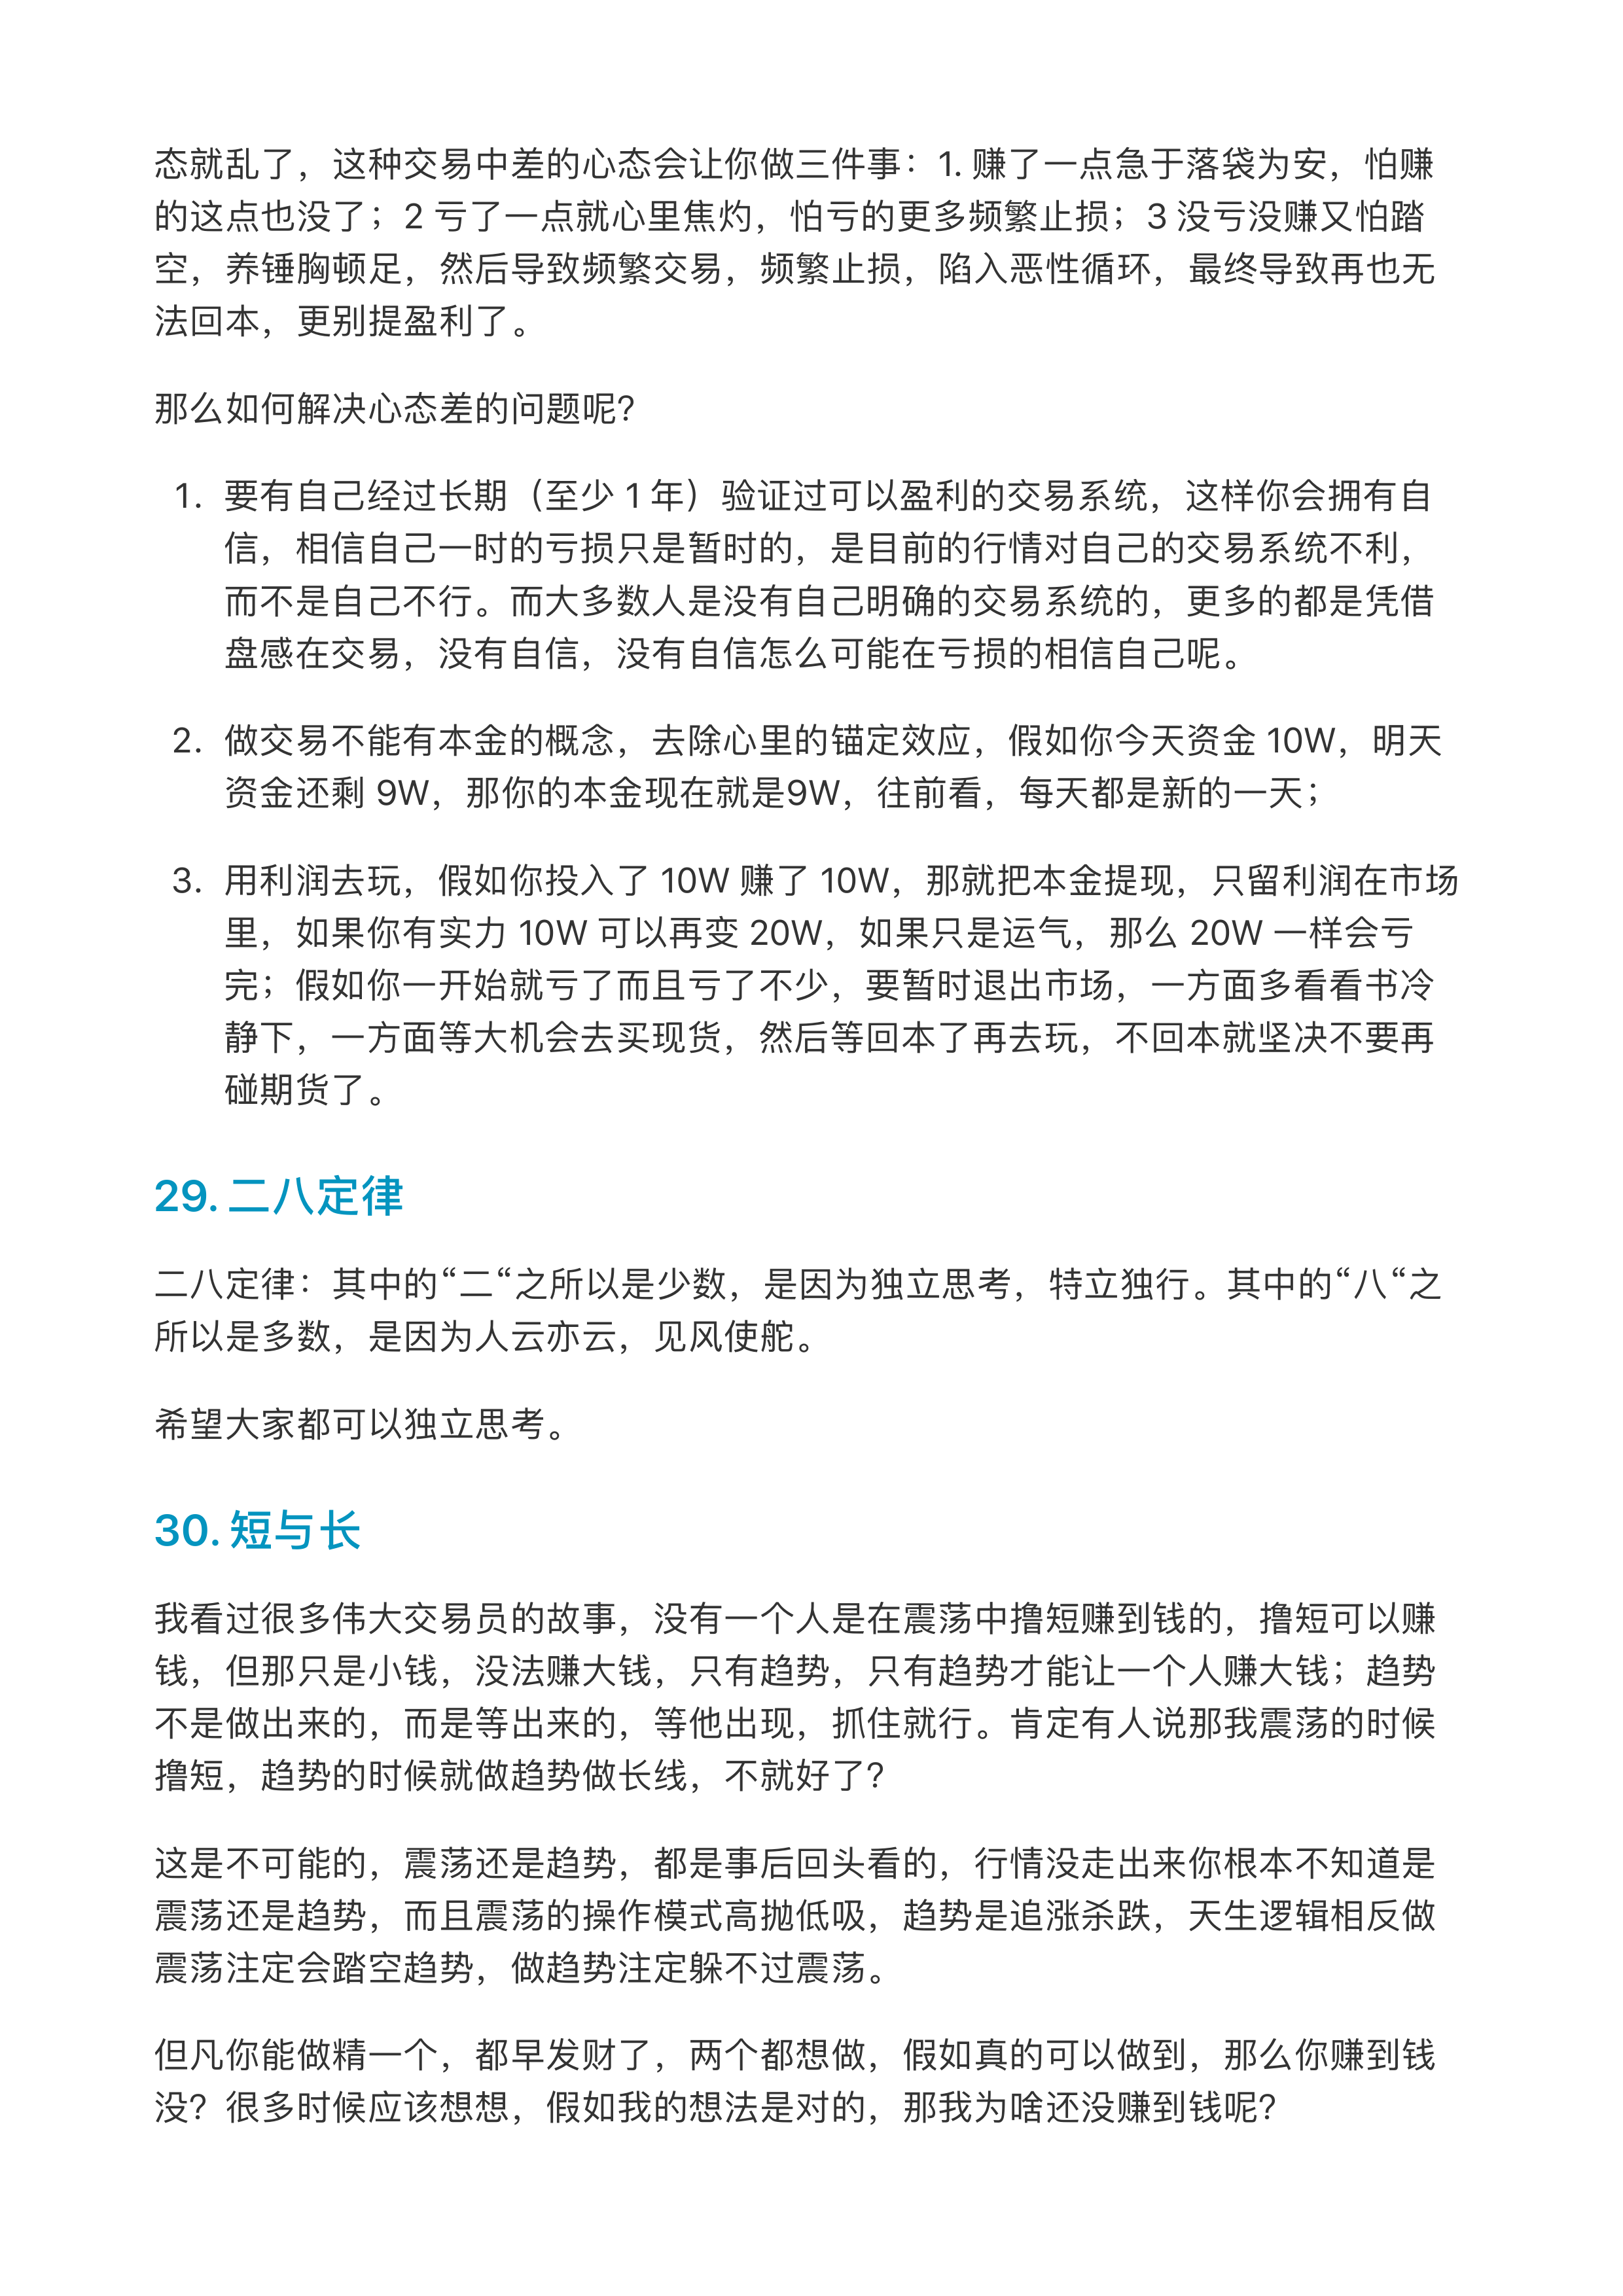 态就乱了，这种交易中差的心态会让你做三件事：1. 赚了一点急于落袋为安，怕赚
的这点也没了；2 亏了一点就心里焦灼，怕亏的更多频繁止损；3 没亏没赚又怕踏
空，养锤胸顿足，然后导致频繁交易，频繁止损，陷入恶性循环，最终导致再也无
法回本，更别提盈利了。
那么如何解决心态差的问题呢？
1. 要有自己经过长期（至少 1 年）验证过可以盈利的交易系统，这样你会拥有自
信，相信自己一时的亏损只是暂时的，是目前的行情对自己的交易系统不利，
而不是自己不行。而大多数人是没有自己明确的交易系统的，更多的都是凭借
盘感在交易，没有自信，没有自信怎么可能在亏损的相信自己呢。
2. 做交易不能有本金的概念，去除心里的锚定效应，假如你今天资金 10W，明天
资金还剩 9W，那你的本金现在就是9W，往前看，每天都是新的一天；
3. 用利润去玩，假如你投入了 10W 赚了 10W，那就把本金提现，只留利润在市场
里，如果你有实力 10W 可以再变 20W，如果只是运气，那么 20W 一样会亏
完；假如你一开始就亏了而且亏了不少，要暂时退出市场，一方面多看看书冷
静下，一方面等大机会去买现货，然后等回本了再去玩，不回本就坚决不要再
碰期货了。
29. 二八定律
二八定律：其中的“二“之所以是少数，是因为独立思考，特立独行。其中的“八“之
所以是多数，是因为人云亦云，见风使舵。
希望大家都可以独立思考。
30. 短与长
我看过很多伟大交易员的故事，没有一个人是在震荡中撸短赚到钱的，撸短可以赚
钱，但那只是小钱，没法赚大钱，只有趋势，只有趋势才能让一个人赚大钱；趋势
不是做出来的，而是等出来的，等他出现，抓住就行。肯定有人说那我震荡的时候
撸短，趋势的时候就做趋势做长线，不就好了？
这是不可能的，震荡还是趋势，都是事后回头看的，行情没走出来你根本不知道是
震荡还是趋势，而且震荡的操作模式高抛低吸，趋势是追涨杀跌，天生逻辑相反做
震荡注定会踏空趋势，做趋势注定躲不过震荡。
但凡你能做精一个，都早发财了，两个都想做，假如真的可以做到，那么你赚到钱
没？很多时候应该想想，假如我的想法是对的，那我为啥还没赚到钱呢？